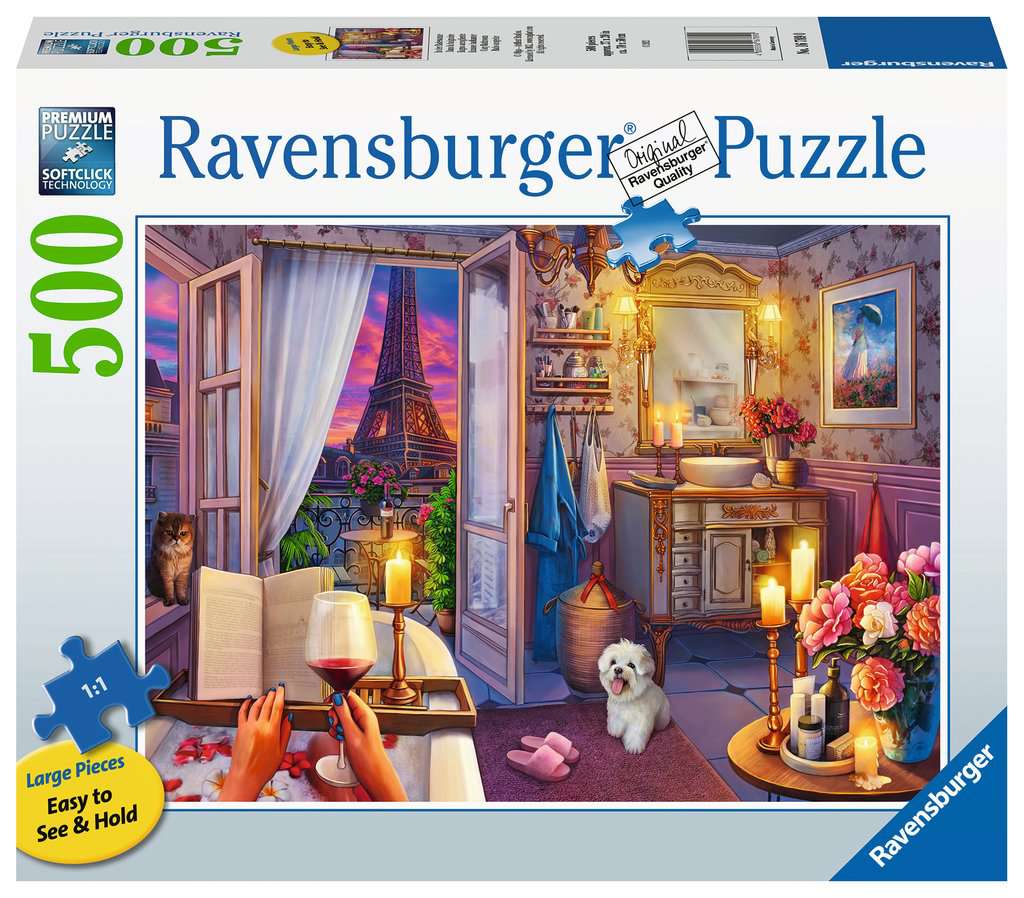 Ravensburger Puzzle
500
Ravensburger
PREMIUM
PUZZLE
SOFTCLICK
TECHNOLOGY
Ravensburger® Puzzle
Original
Ravensburger
Quality
500
1:1
Large Pieces
Easy to
See & Hold
Ravensburger